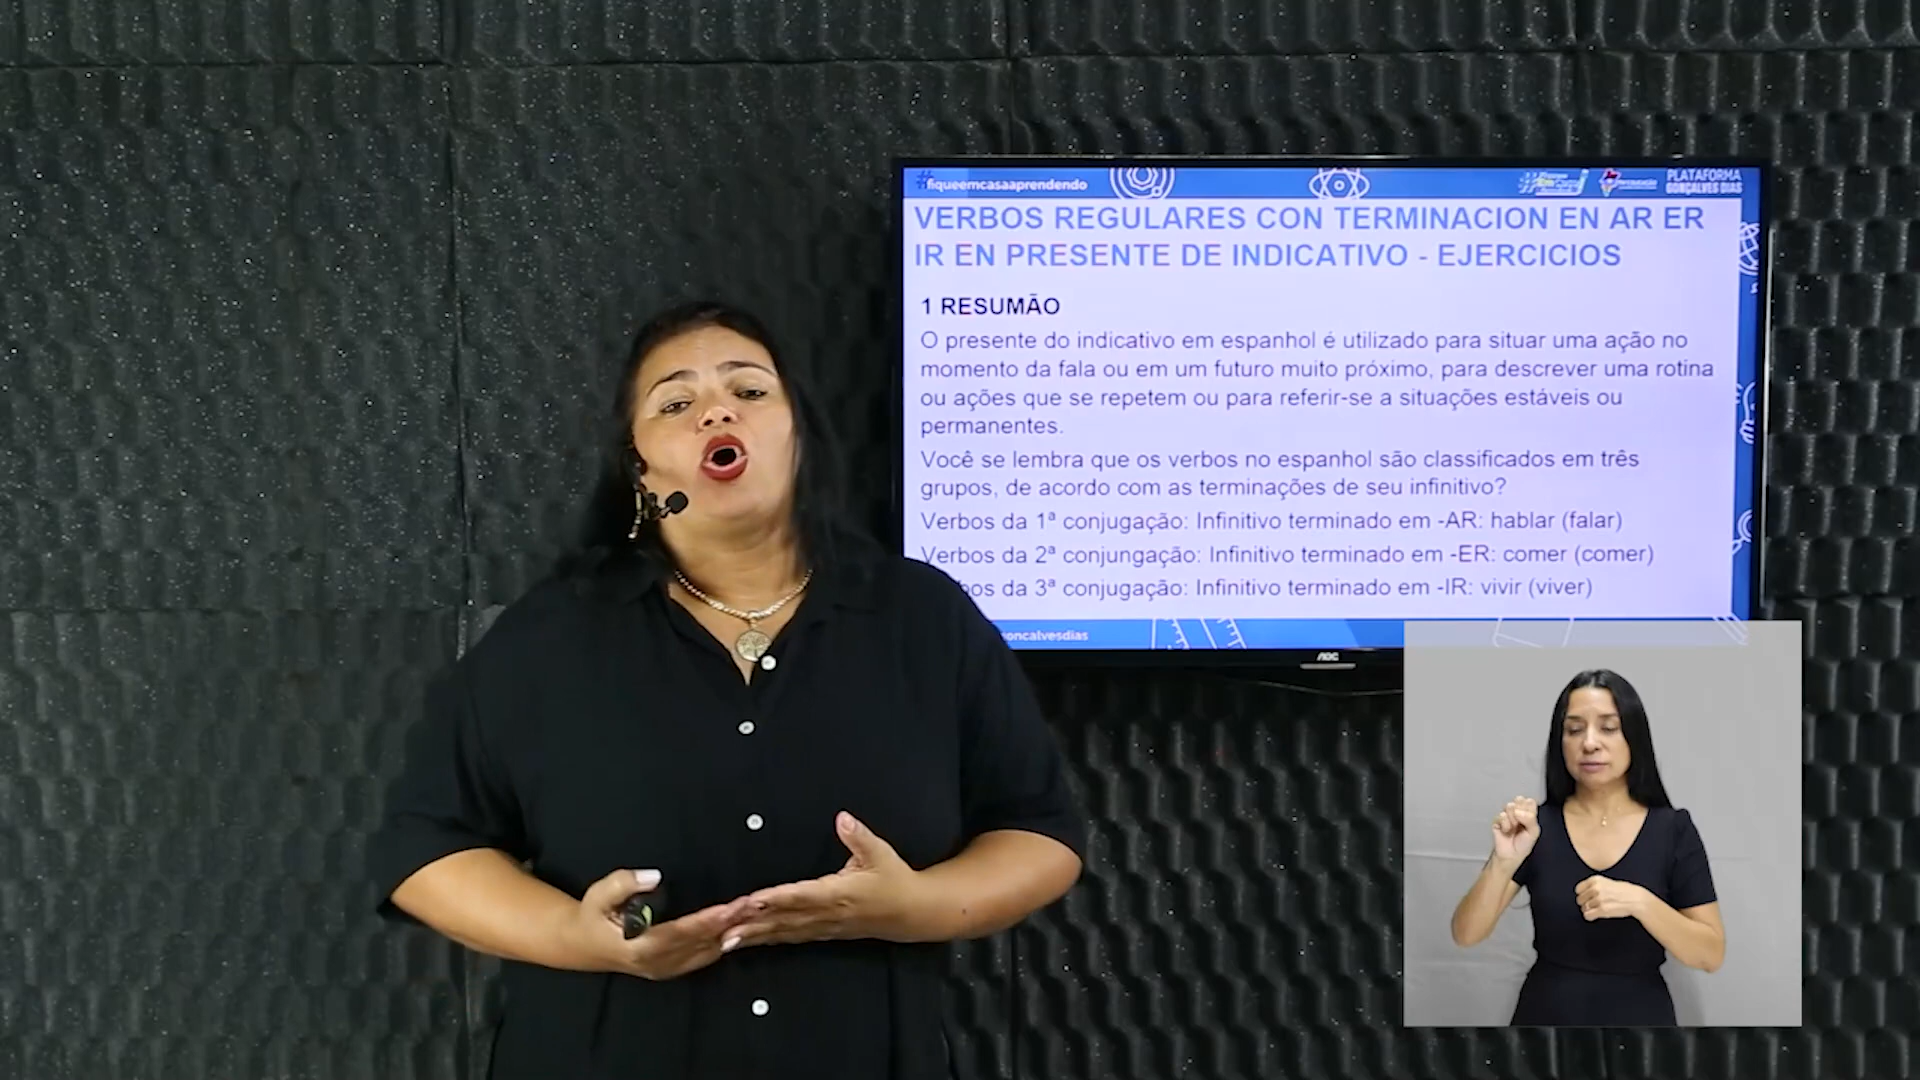 #fiqueemcasaaprendendo
PLATAFORMA
GONÇALVES DIAS
VERBOS REGULARES CON TERMINACION EN AR ER
IR EN PRESENTE DE INDICATIVO - EJERCICIOS
1 RESUMÃO
O presente do indicativo em espanhol é utilizado para situar uma ação no
momento da fala ou em um futuro muito próximo, para descrever uma rotina
ou ações que se repetem ou para referir-se a situações estáveis ou
permanentes.
Você se lembra que os verbos no espanhol são classificados em três
grupos, de acordo com as terminações de seu infinitivo?
Verbos da 1ª conjugação: Infinitivo terminado em -AR: hablar (falar)
Verbos da 2ª conjungação: Infinitivo terminado em -ER: comer (comer)
bos da 3ª conjugação: Infinitivo terminado em -IR: vivir (viver)
oncalvesdias
AOC